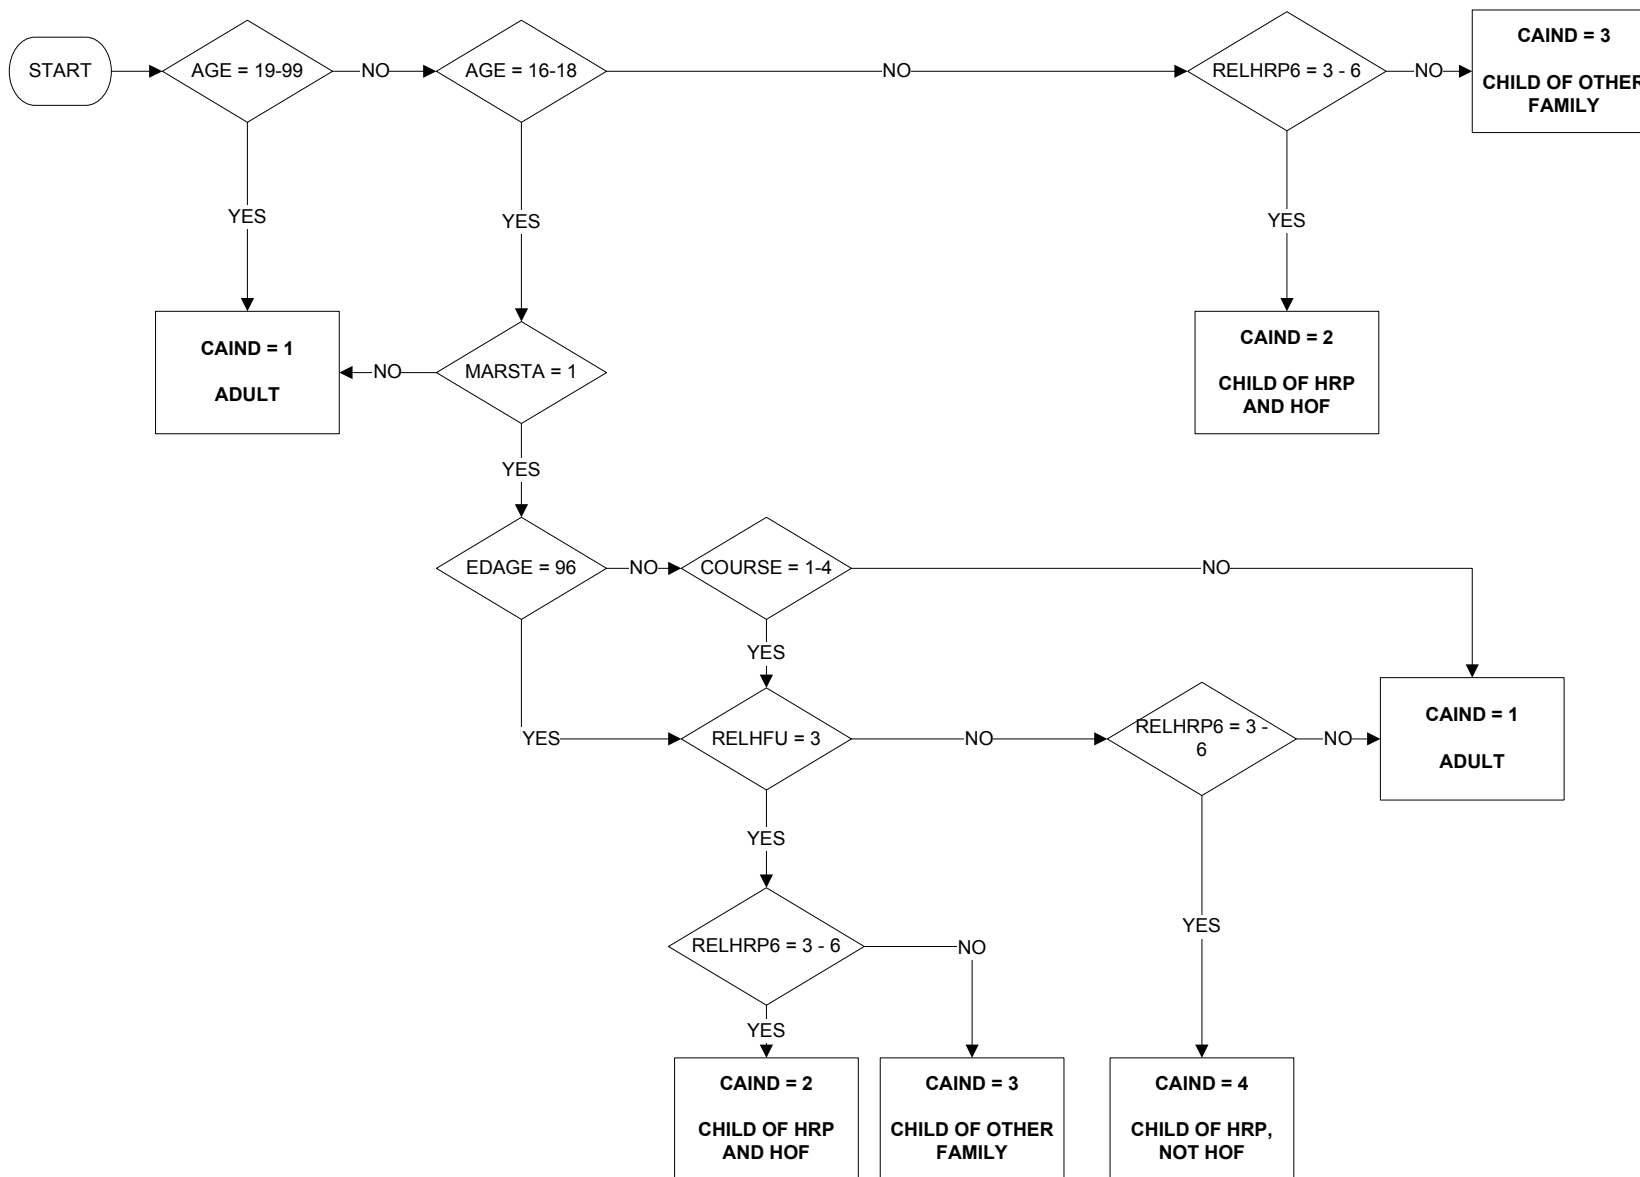 START
AGE = 19-99
NO
AGE = 16-18
NO
RELHRP6 = 3 - 6
NO
CAIND = 3
CHILD OF OTHER
FAMILY
YES
YES
YES
CAIND = 1
ADULT
NO
MARSTA = 1
CAIND = 2
CHILD OF HRP
AND HOF
YES
EDAGE = 96
NO
COURSE = 1-4
NO
YES
YES
RELHFU = 3
NO
RELHRP6 = 3 -
6
NO
CAIND = 1
ADULT
YES
YES
RELHRP6 = 3 - 6
NO
YES
CAIND = 2
CHILD OF HRP
AND HOF
CAIND = 3
CHILD OF OTHER
FAMILY
CAIND = 4
CHILD OF HRP,
NOT HOF